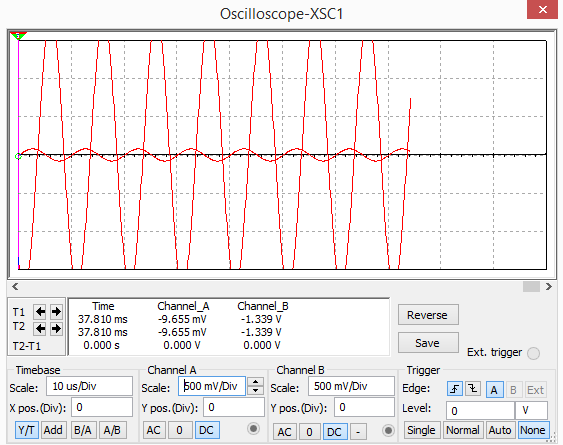 Oscilloscope-XSC1
T1
T2
T2-T1
Time Channel_A Channel_B
37.810 ms -9.655 mV -1.339 V
37.810 ms -9.655 mV -1.339 V
0.000 s 0.000 V 0.000 V
Reverse
Save
Ext. trigger
Timebase
Scale: 10 us/Div
X pos.(Div): 0
Y/T Add B/A A/B
Channel A
Scale: 500 mV/Div
Y pos.(Div): 0
AC 0 DC
Channel B
Scale: 500 mV/Div
Y pos.(Div): 0
AC 0 DC -
Trigger
Edge: A B Ext
Level: 0 V
Single Normal Auto None